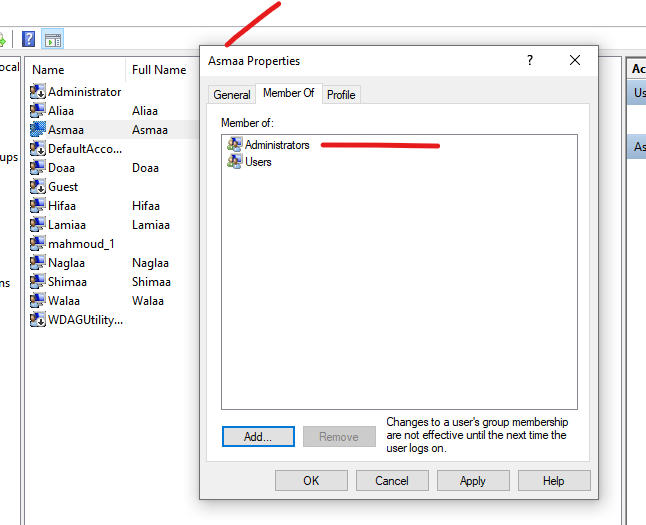 ocal
ups
ns
Name Full Name
Administrator
Aliaa Aliaa
Asmaa Asmaa
DefaultAcco...
Doaa Doaa
Guest
Hifaa Hifaa
Lamiaa Lamiaa
mahmoud_1
Naglaa Naglaa
Shimaa Shimaa
Walaa Walaa
WDAGUtility...
Asmaa Properties
General Member Of Profile
Member of:
Administrators
Users
Add... Remove
Changes to a user's group membership
are not effective until the next time the
user logs on.
OK Cancel Apply Help
Ac
Us
As